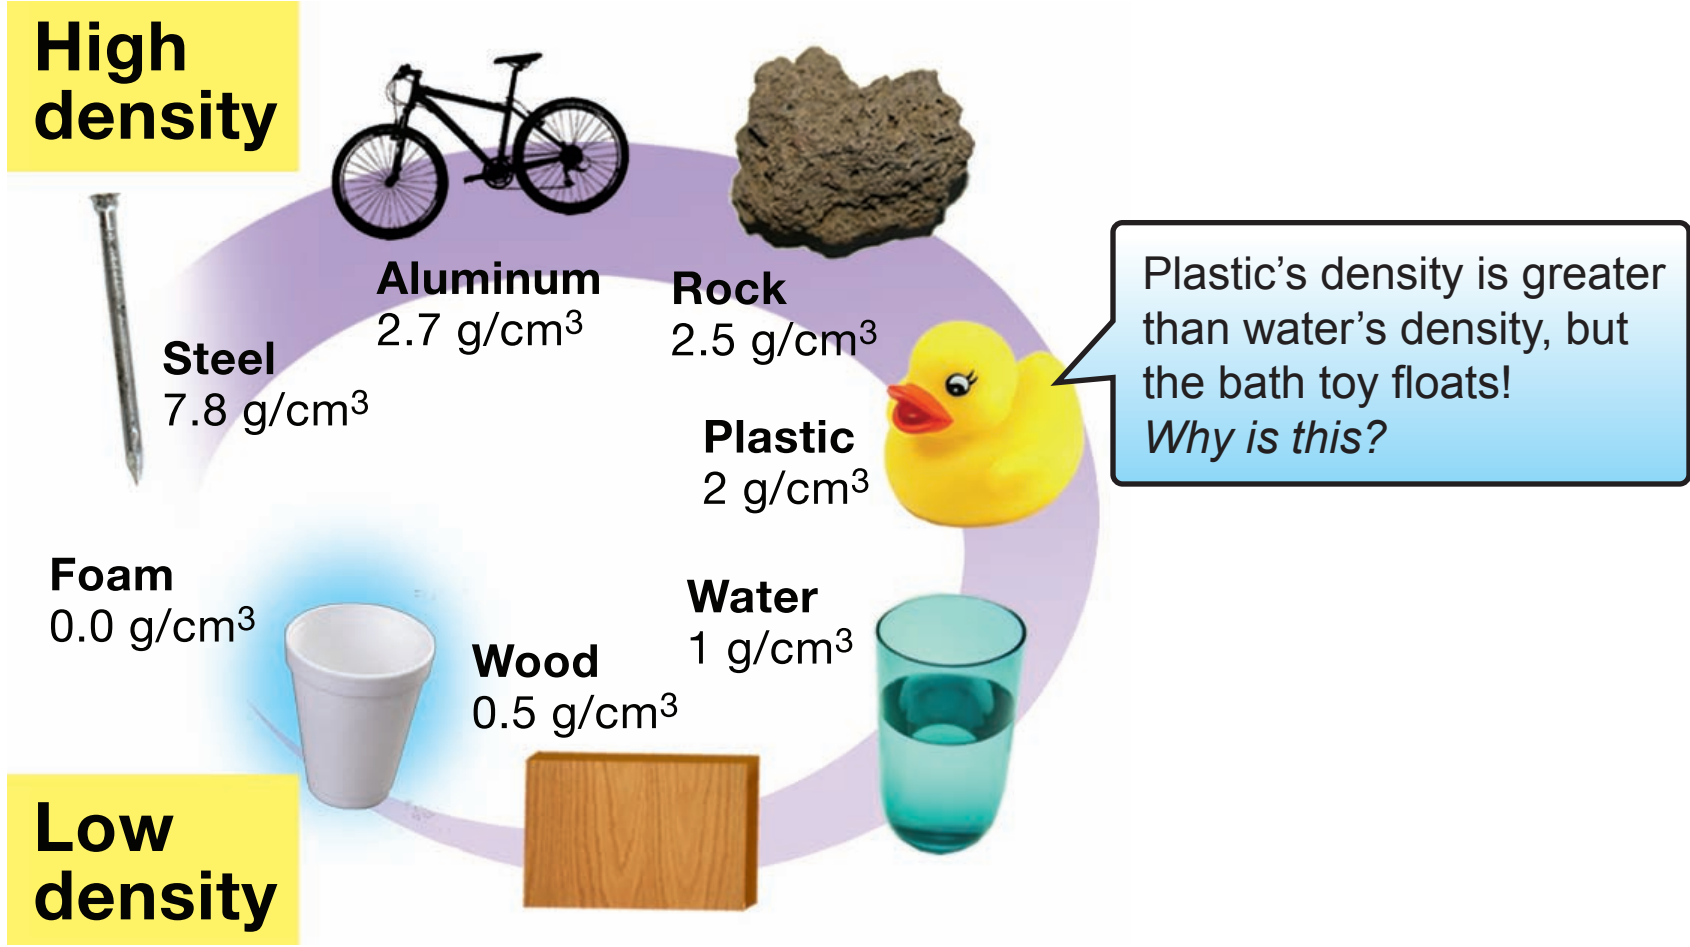 High
density
Aluminum
2.7 g/cm³
Rock
2.5 g/cm³
Steel
7.8 g/cm³
Plastic
2 g/cm³
Plastic’s density is greater
than water’s density, but
the bath toy floats!
Why is this?
Foam
0.0 g/cm³
Water
1 g/cm³
Wood
0.5 g/cm³
Low
density